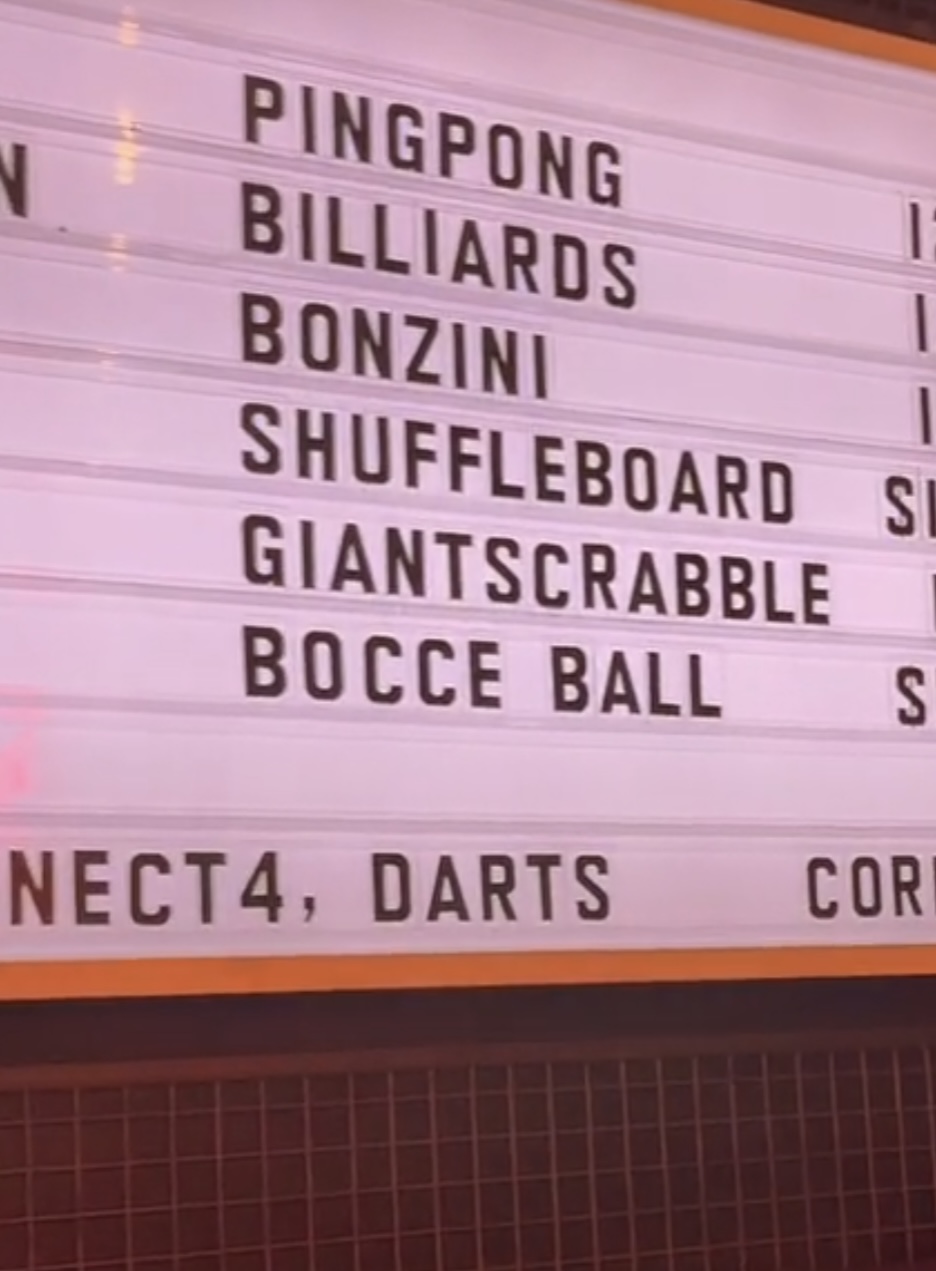 PINGPONG
BILLIARDS
BONZINI
SHUFFLEBOARD
GIANTSCRABBLE
BOCCE BALL
NECT4, DARTS